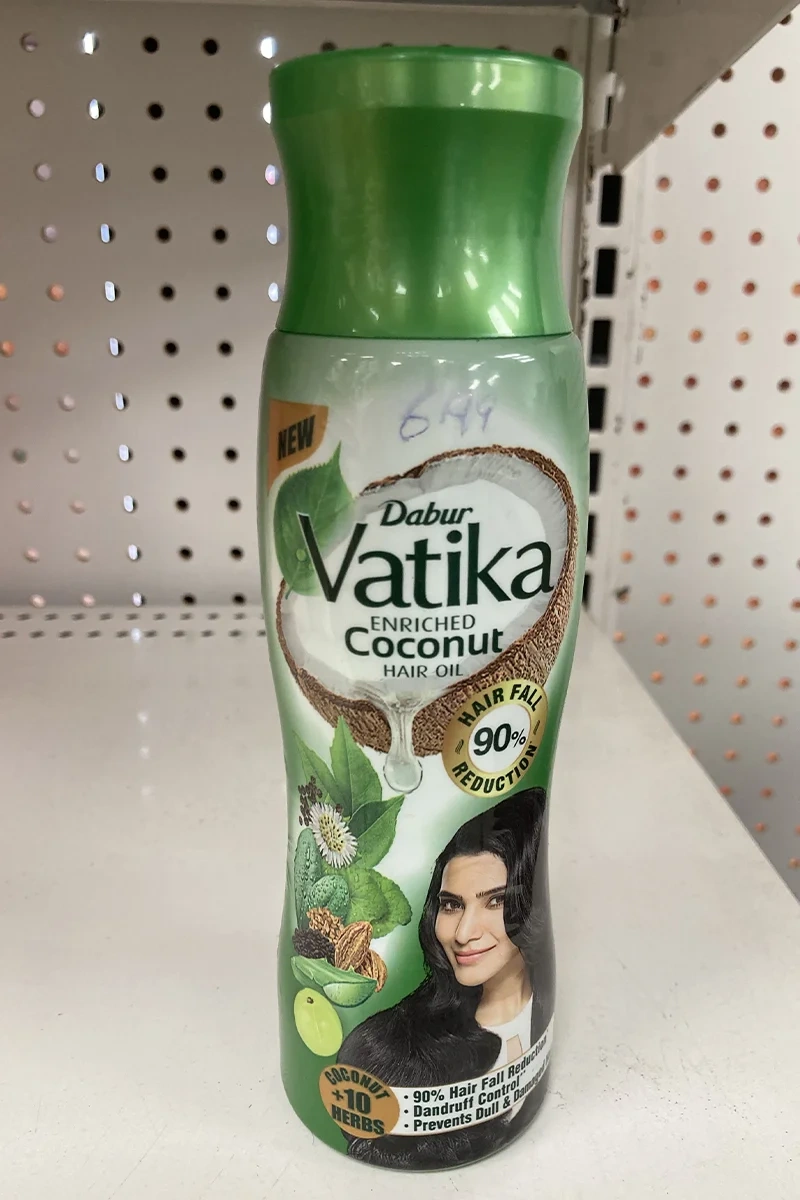 6.99
NEW
Dabur
Vatika
ENRICHED
Coconut
HAIR OIL
HAIR FALL
90%
REDUCTION
COCONUT
+10
HERBS
• 90% Hair Fall Reduction
• Dandruff Control
• Prevents Dull &